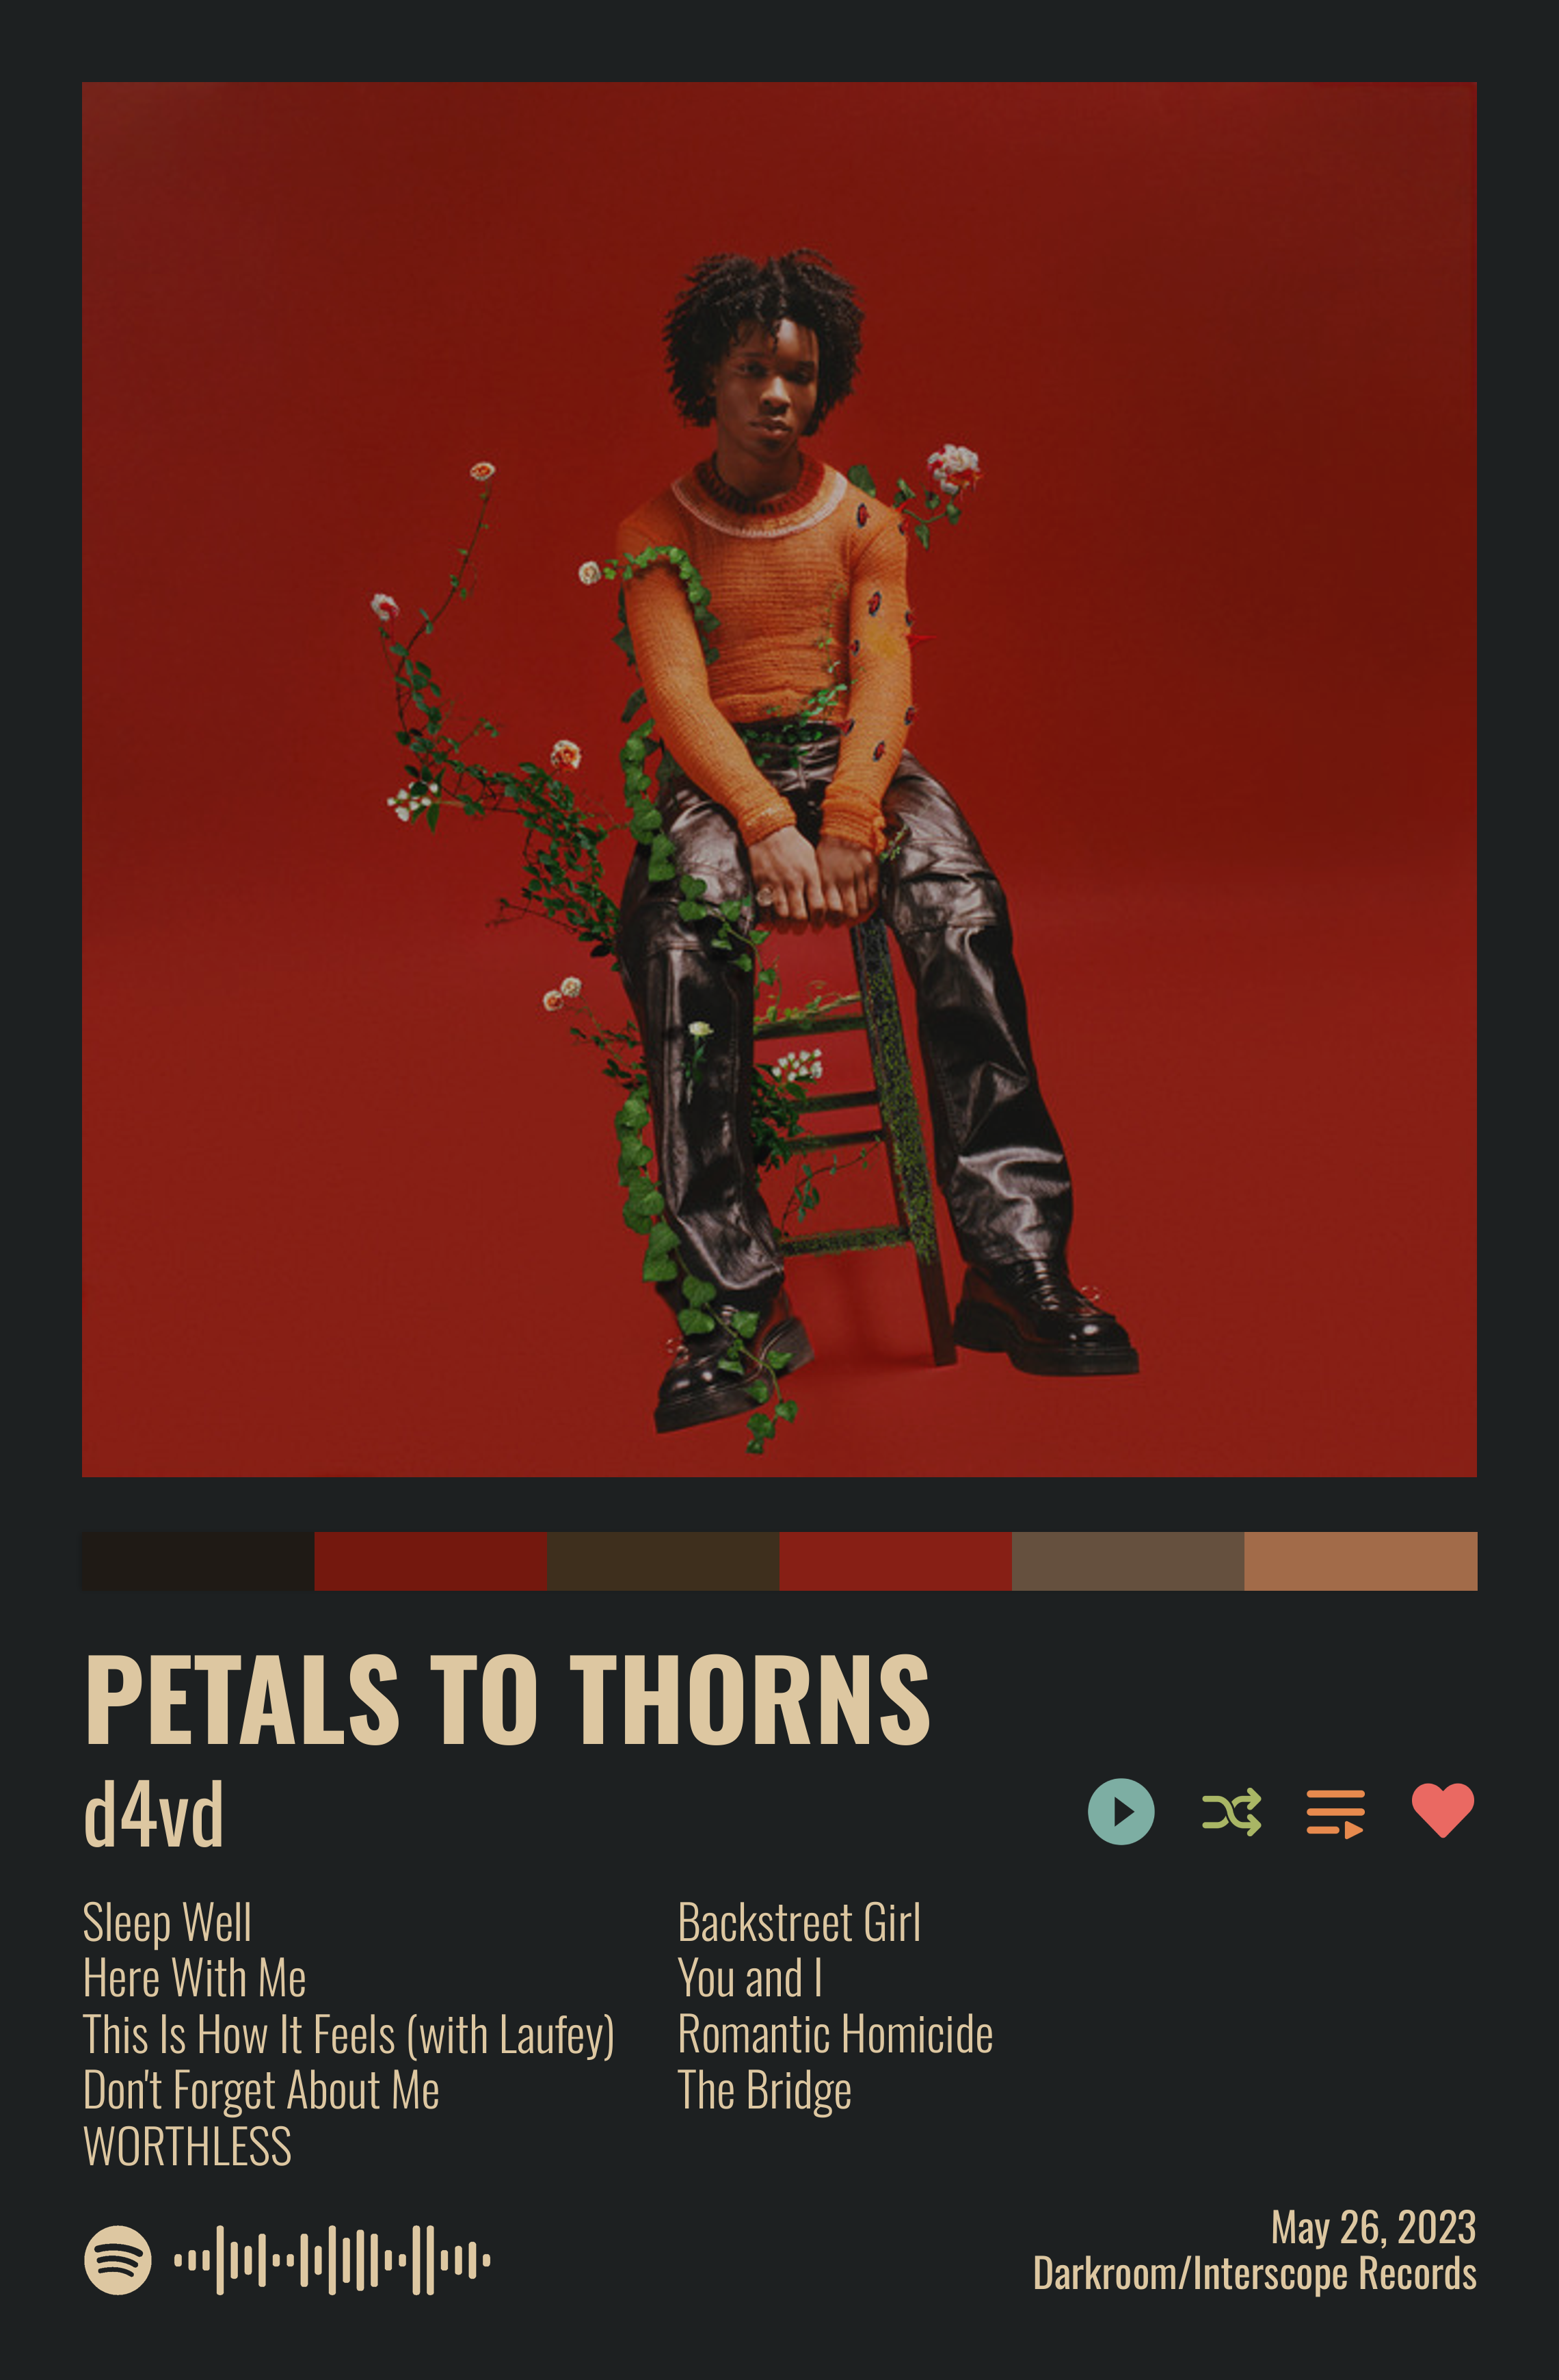 PETALS TO THORNS
d4vd
Sleep Well
Here With Me
This Is How It Feels (with Laufey)
Don't Forget About Me
WORTHLESS
Backstreet Girl
You and I
Romantic Homicide
The Bridge
May 26, 2023
Darkroom/Interscope Records